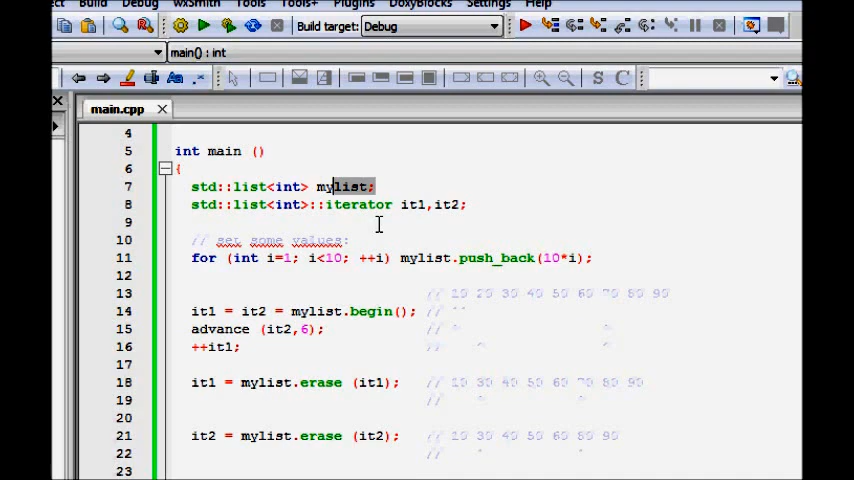 Build wxSmith Tools Tools+ Plugins DoxyBlocks Settings Help
Build target: Debug
main() : int
S C
main.cpp
4
5 int main ()
6 {
7 std::list<int> mylist;
8 std::list<int>::iterator it1,it2;
9
10 // set some values:
11 for (int i=1; i<10; ++i) mylist.push_back(10*i);
12
13 // 10 20 30 40 50 60 70 80 90
14 it1 = it2 = mylist.begin(); // ^^
15 advance (it2,6); // ^ ^
16 ++it1; // ^ ^
17
18 it1 = mylist.erase (it1); // 10 30 40 50 60 70 80 90
19 // ^ ^
20
21 it2 = mylist.erase (it2); // 10 30 40 50 60 80 90
22 // ^ ^
23